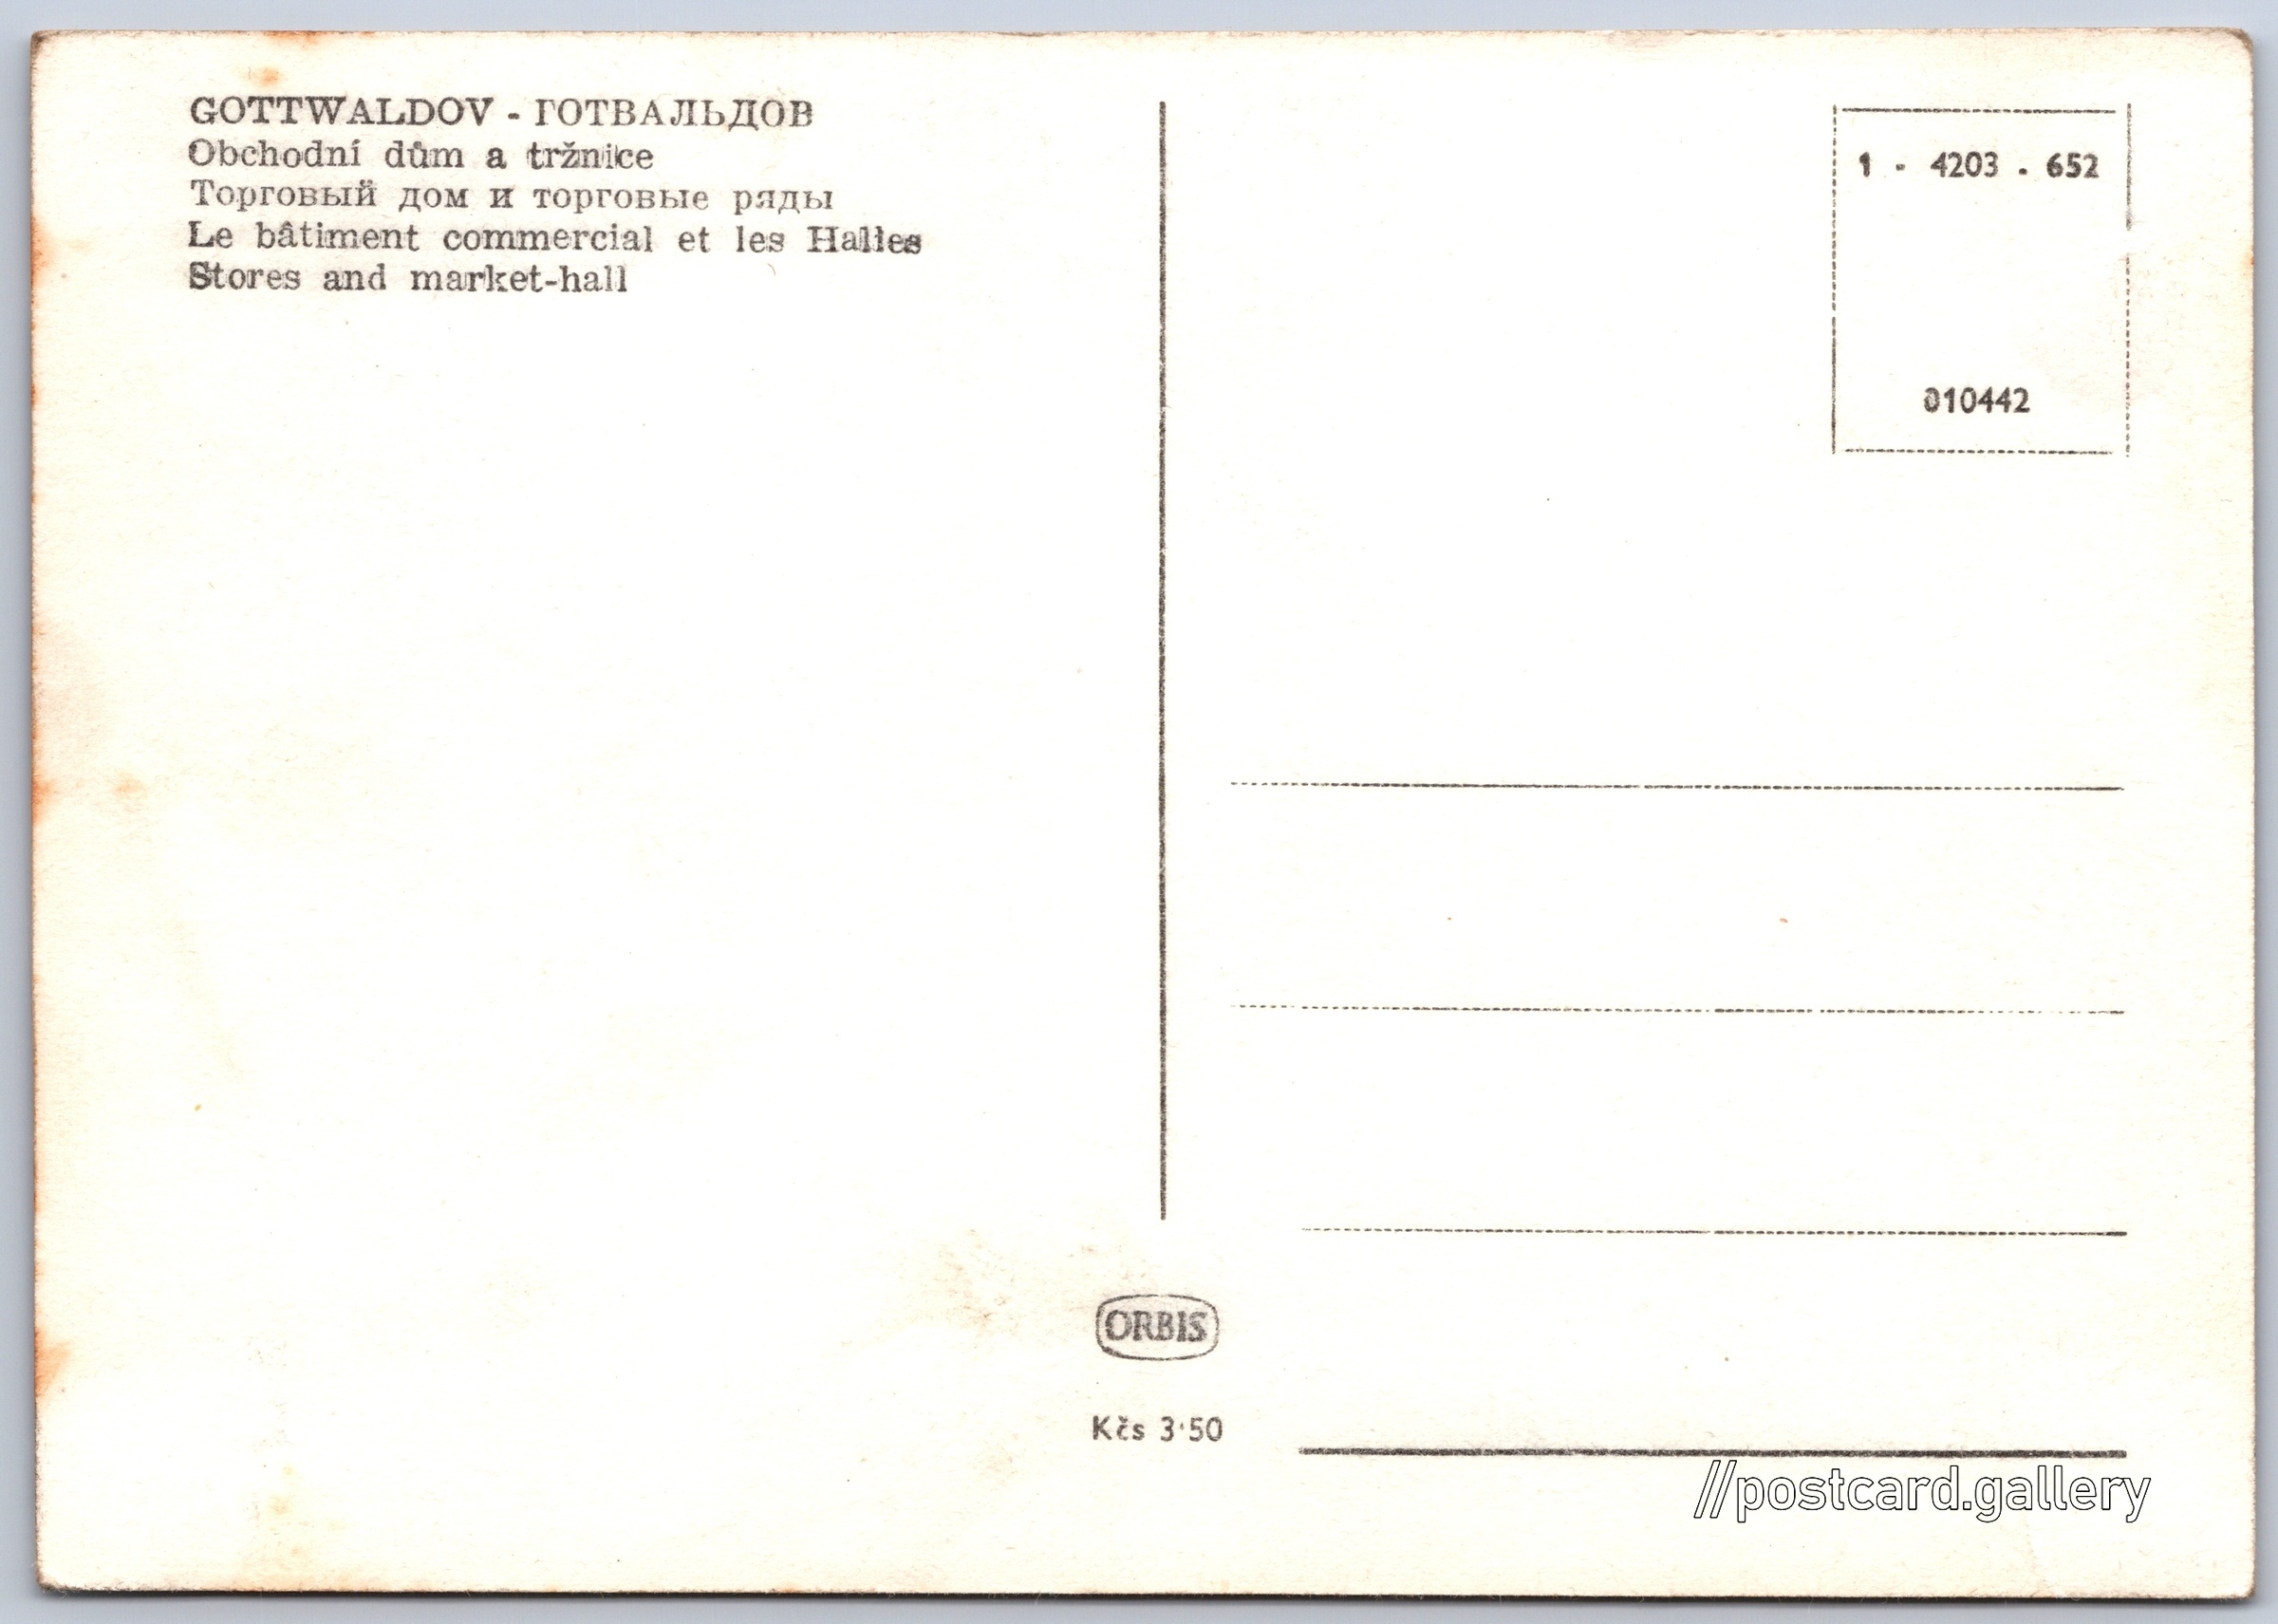 GOTTWALDOV - ГОТВАЛЬДОВ
Obchodní dům a tržnice
Торговый дом и торговые ряды
Le bâtiment commercial et les Halles
Stores and market-hall
1 - 4203 . 652
010442
ORBIS
Kčs 3·50
//postcard.gallery